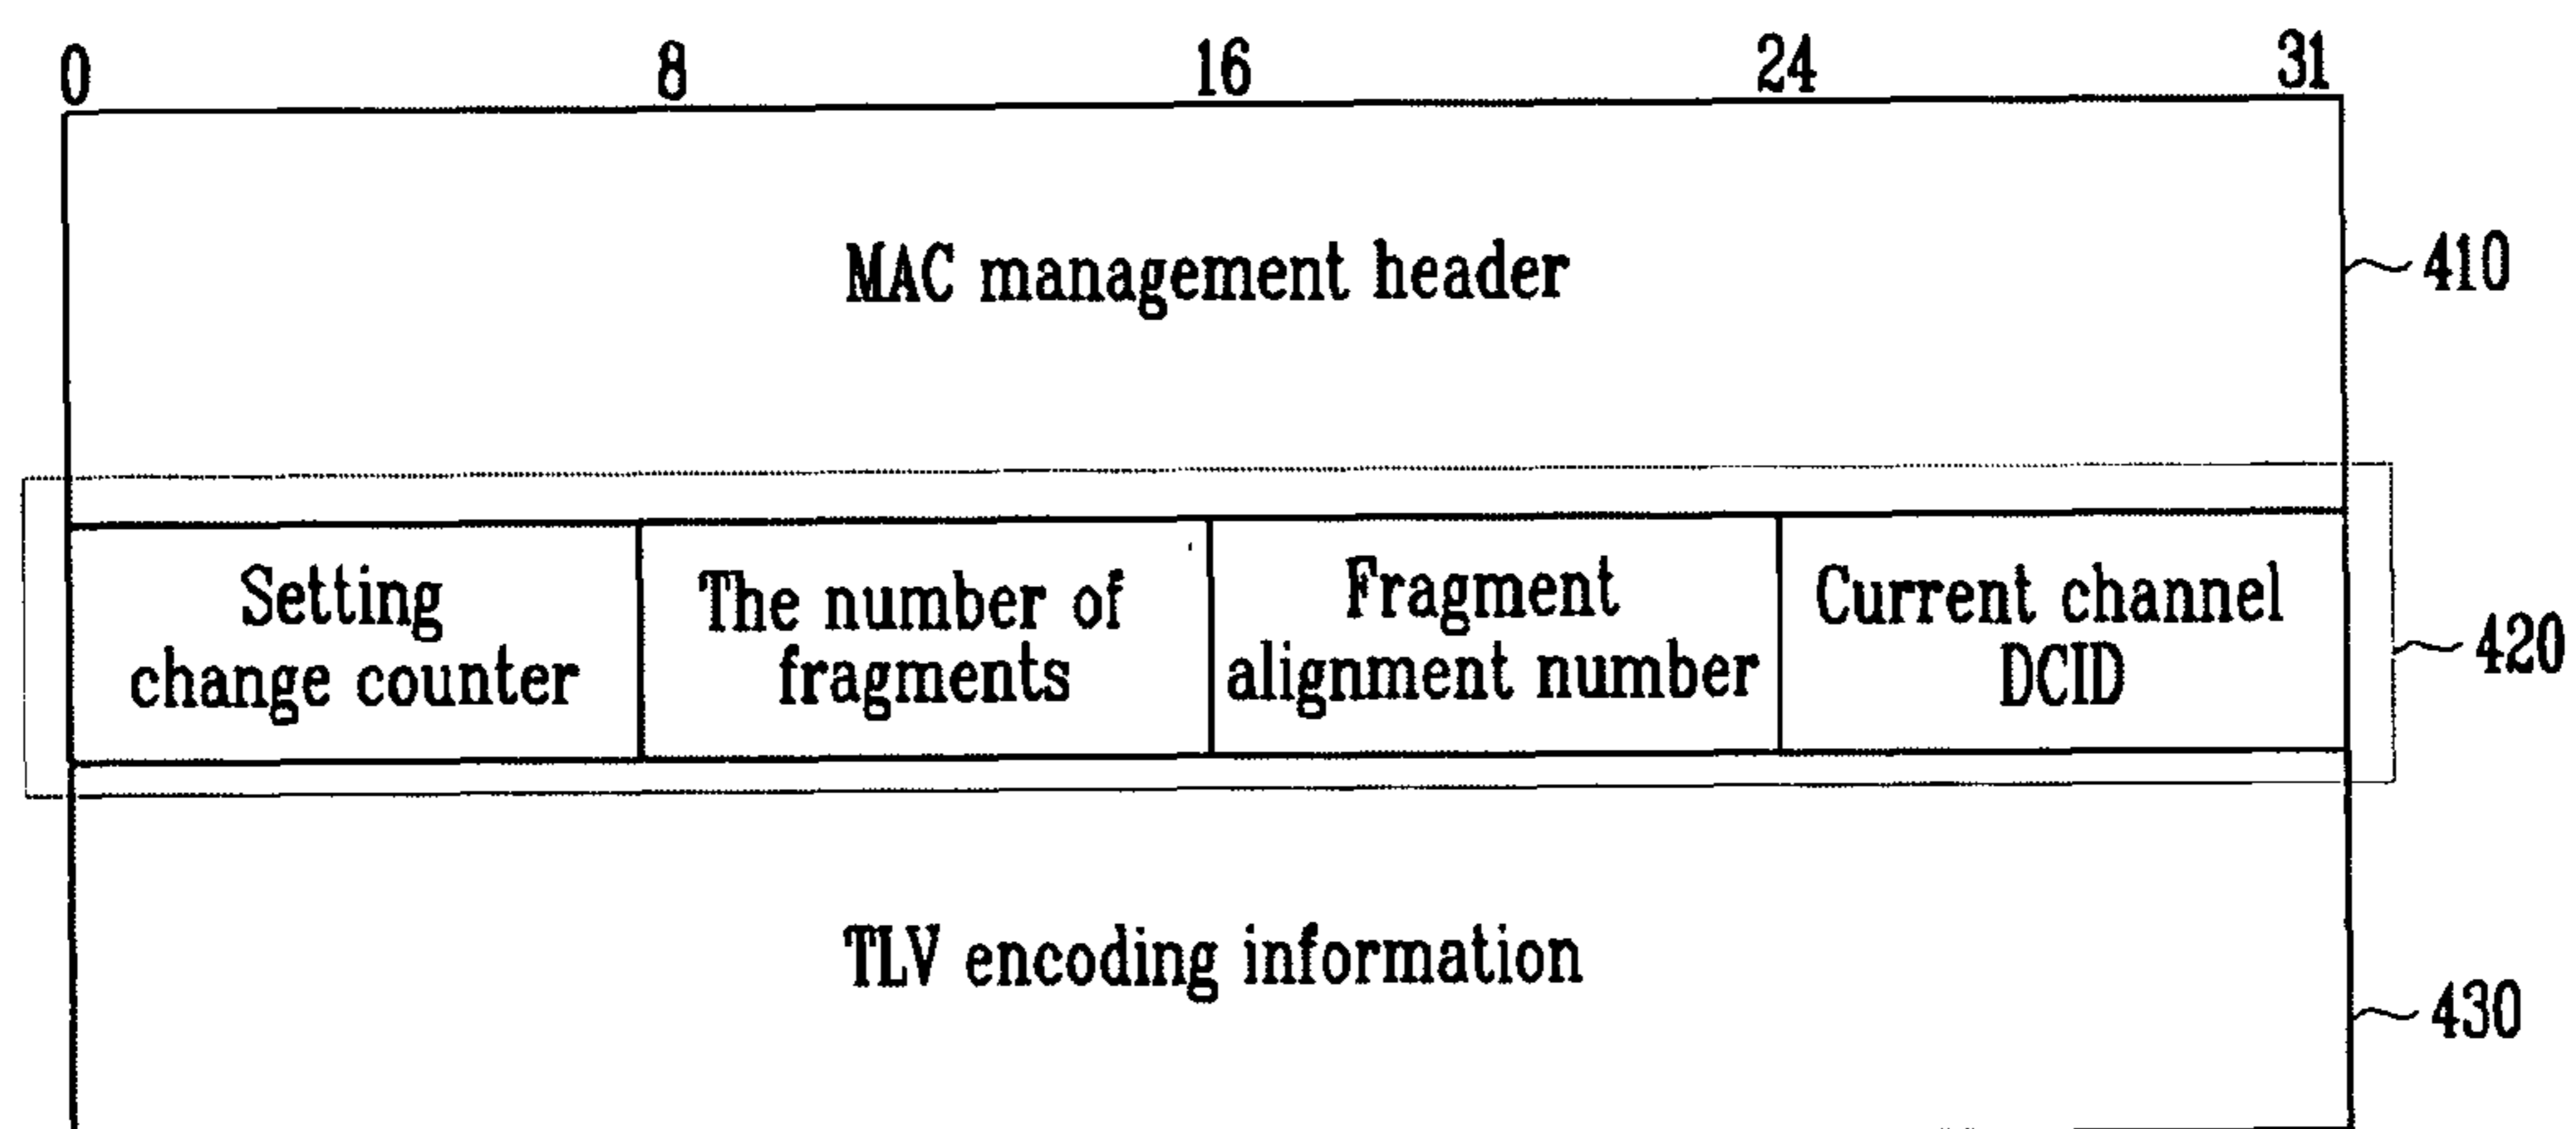 0 8 16 24 31
MAC management header
410
Setting
change counter
The number of
fragments
Fragment
alignment number
Current channel
DCID
420
TLV encoding information
430